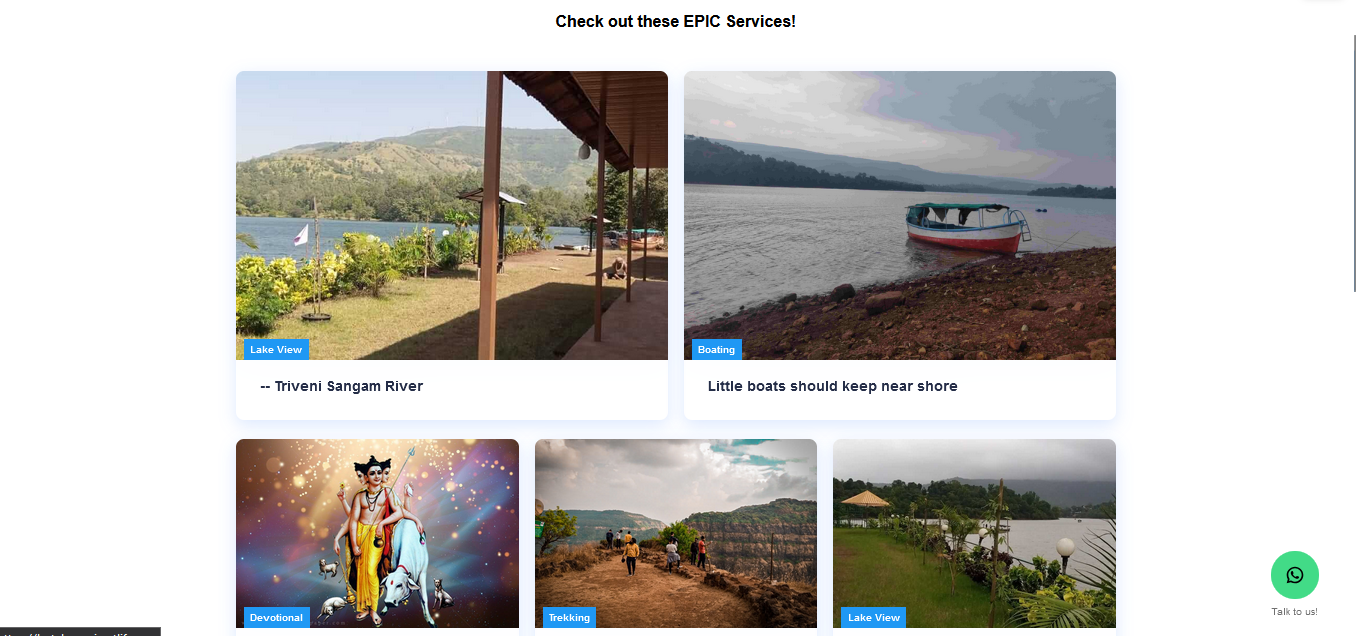 Check out these EPIC Services!
Lake View
Boating
-- Triveni Sangam River
Little boats should keep near shore
Devotional
Trekking
Lake View
Talk to us!